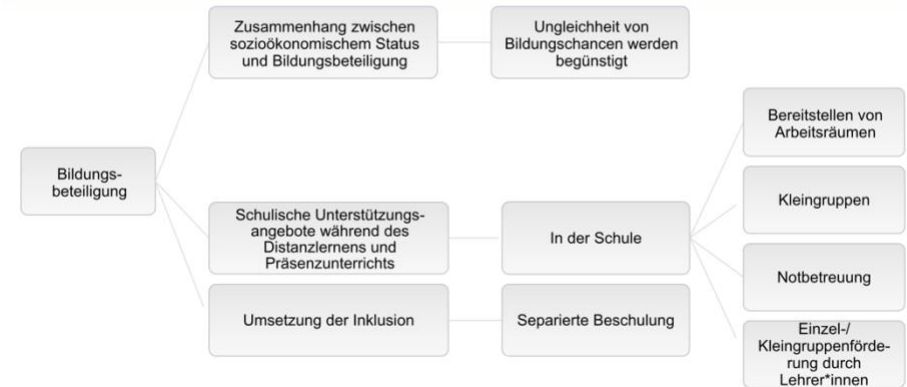 Zusammenhang zwischen
sozioökonomischem Status
und Bildungsbeteiligung
Ungleichheit von
Bildungschancen werden
begünstigt
Bildungs-
beteiligung
Schulische Unterstützungs-
angebote während des
Distanzlernens und
Präsenzunterrichts
In der Schule
Bereitstellen von
Arbeitsräumen
Kleingruppen
Notbetreuung
Einzel-/
Kleingruppenförde-
rung durch
Lehrer*innen
Umsetzung der Inklusion
Separierte Beschulung